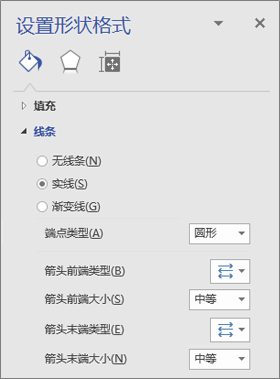 设置形状格式
填充
线条
无线条(N)
实线(S)
渐变线(G)
端点类型(A) 圆形
箭头前端类型(B)
箭头前端大小(S) 中等
箭头末端类型(E)
箭头末端大小(N) 中等